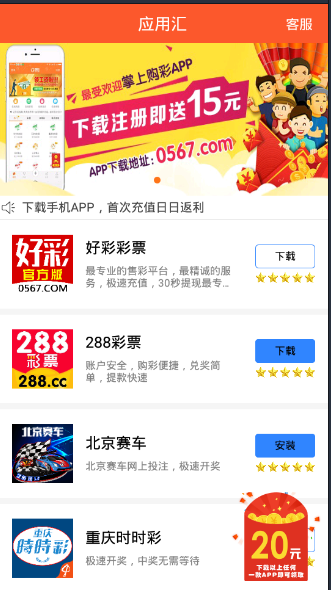 应用汇
客服
最受欢迎掌上购彩APP
下载注册即送15元
APP下载地址：0567.com
下载手机APP，首次充值日日返利
好彩
官方版
0567.COM
好彩彩票
最专业的售彩平台，最精诚的服
务，极速充值，30秒提现最专...
下载
288
彩票
288.cc
288彩票
账户安全，购彩便捷，兑奖简
单，提款快速
下载
北京赛车
北京赛车
北京赛车网上投注，极速开奖
安装
重庆
時時彩
重庆时时彩
极速开奖，中奖无需等待
20元
下载以上任何
一款APP即可领取